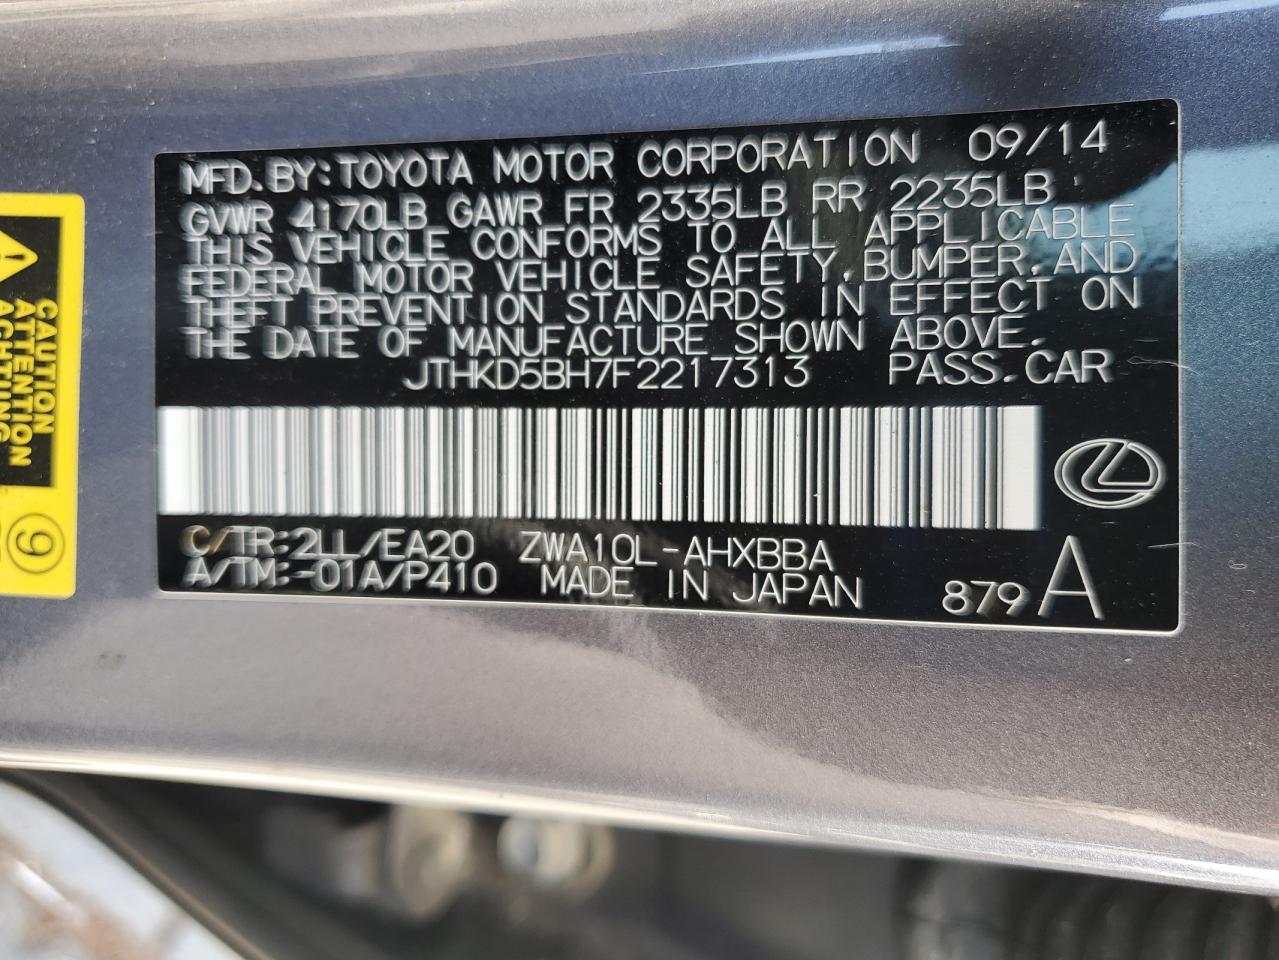 MFD. BY: TOYOTA MOTOR CORPORATION 09/14
GVWR 4170LB GAWR FR 2335LB RR 2235LB
THIS VEHICLE CONFORMS TO ALL APPLICABLE
FEDERAL MOTOR VEHICLE SAFETY, BUMPER, AND
THEFT PREVENTION STANDARDS IN EFFECT ON
THE DATE OF MANUFACTURE SHOWN ABOVE.
JTHKD5BH7F2217313 PASS. CAR
C/TR: 2LL/EA20 ZWA10L-AHXBBA
A/TM: -01A/P410 MADE IN JAPAN 879 A
CAUTION
ATTENTION
ACHTUNG
9